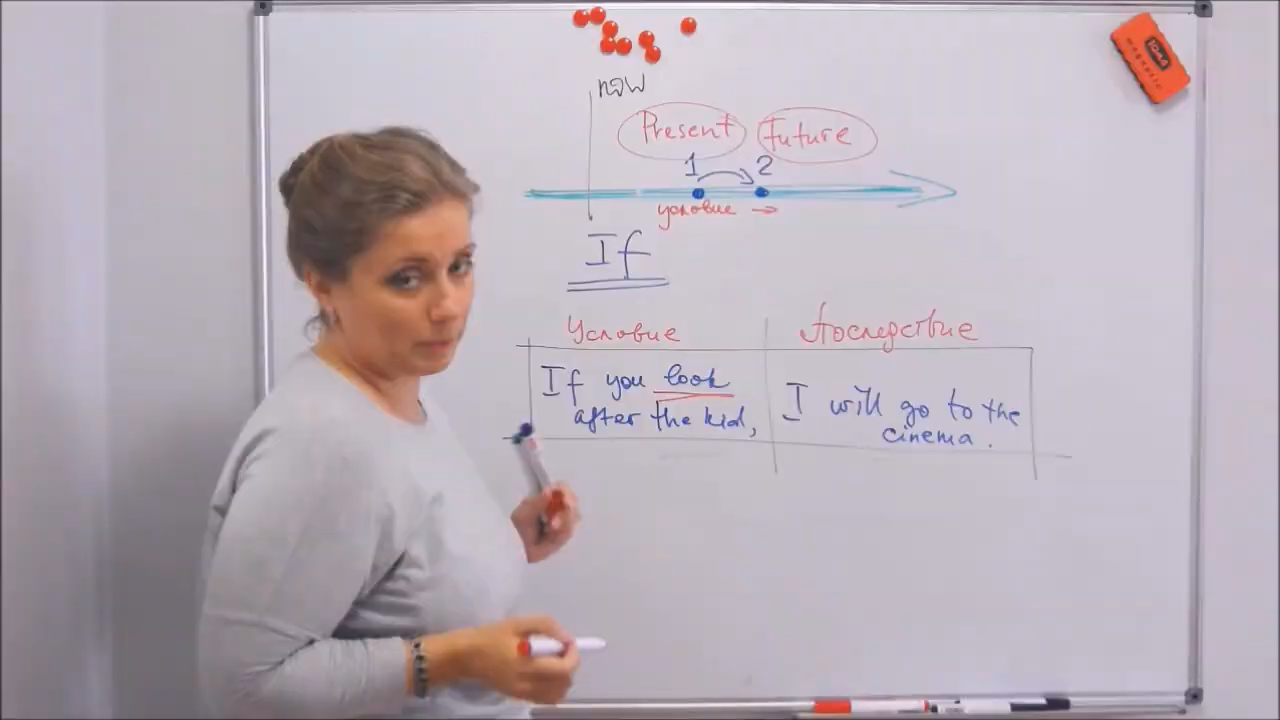 now
Present Future
1 2
условие →
If
Условие Последствие
If you look
after the kid,
I will go to the
cinema.
magnetic